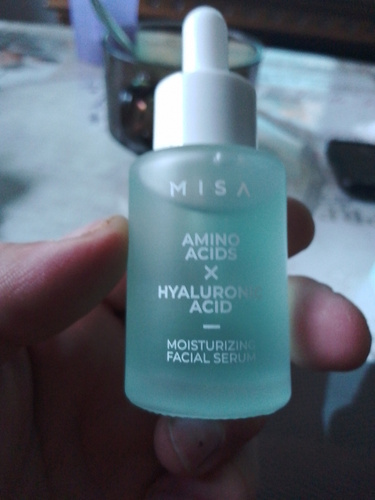 MISA
AMINO
ACIDS
X
HYALURONIC
ACID
MOISTURIZING
FACIAL SERUM